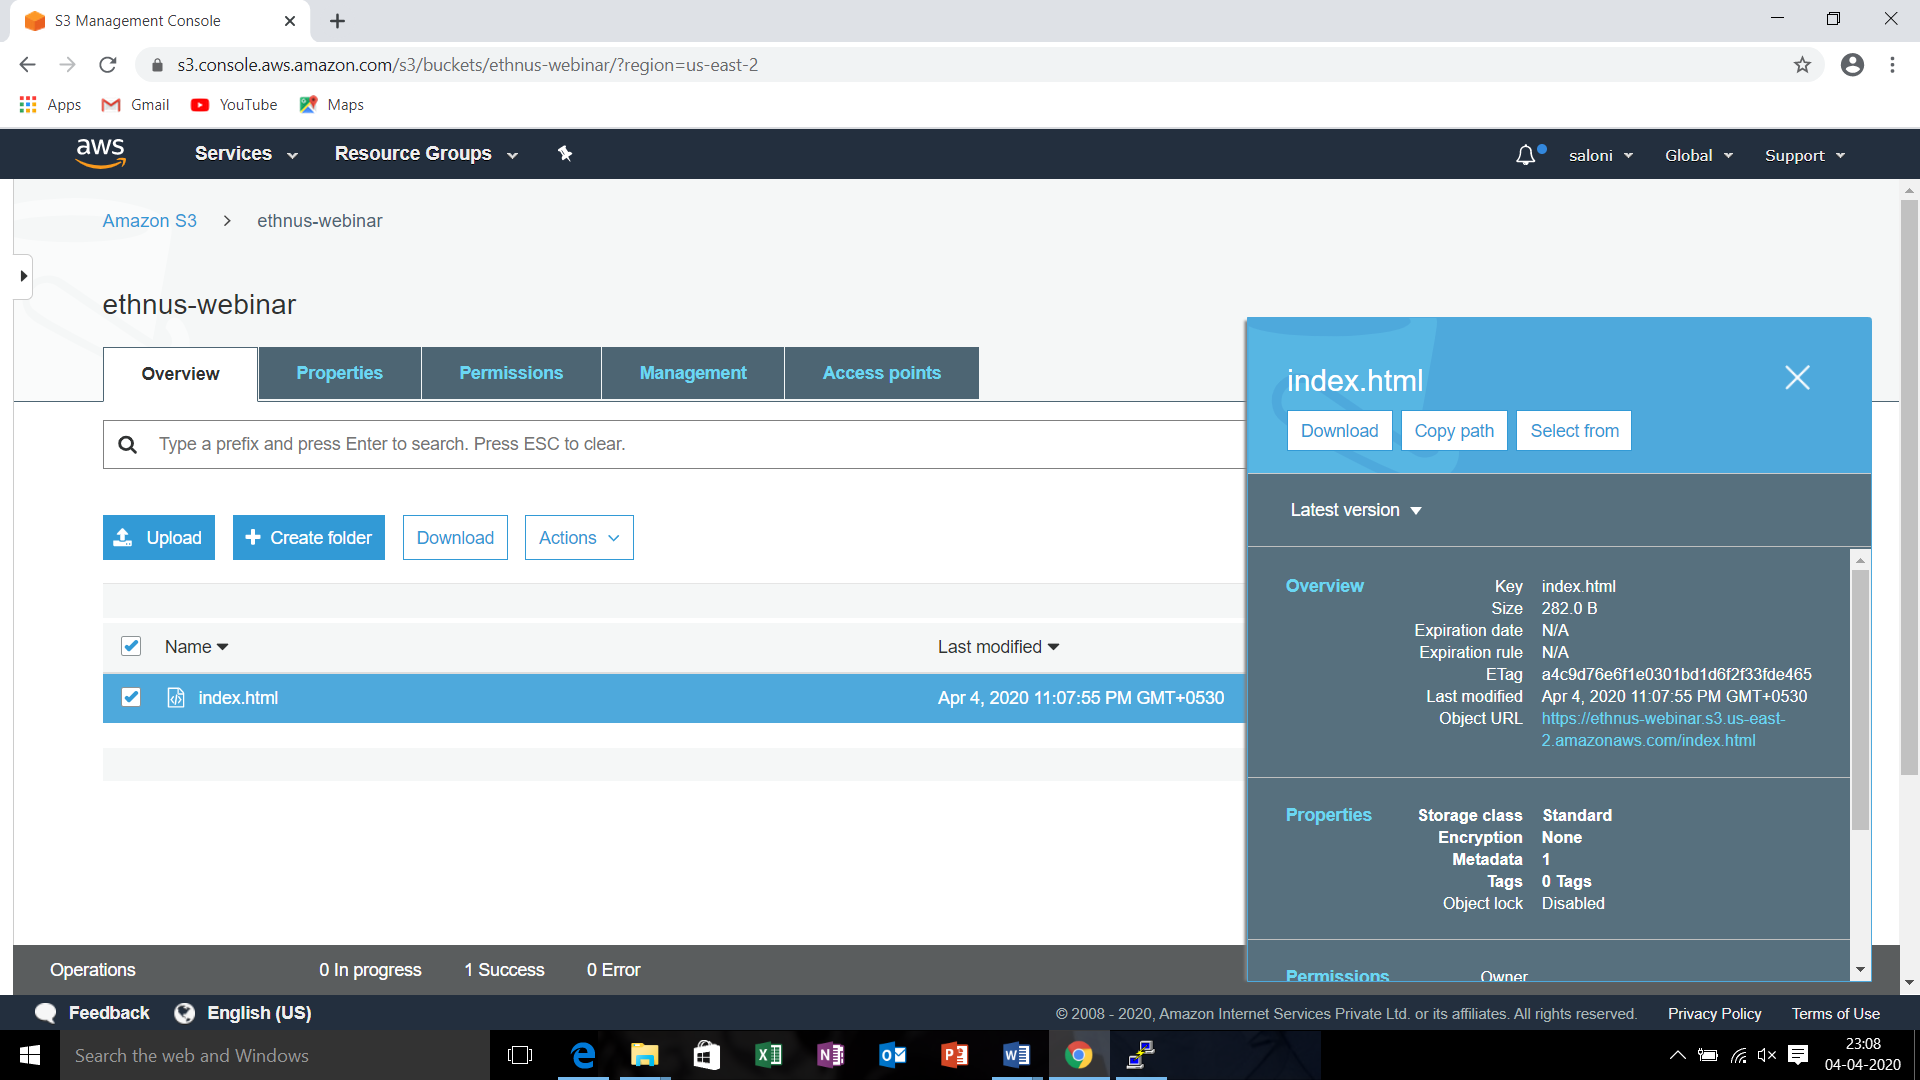 S3 Management Console
s3.console.aws.amazon.com/s3/buckets/ethnus-webinar/?region=us-east-2
Apps Gmail YouTube Maps
aws Services Resource Groups saloni Global Support
Amazon S3 > ethnus-webinar
ethnus-webinar
Overview Properties Permissions Management Access points
Type a prefix and press Enter to search. Press ESC to clear.
Upload Create folder Download Actions
Name Last modified
index.html Apr 4, 2020 11:07:55 PM GMT+0530
index.html
Download Copy path Select from
Latest version
Overview
Key index.html
Size 282.0 B
Expiration date N/A
Expiration rule N/A
ETag a4c9d76e6f1e0301bd1d6f2f33fde465
Last modified Apr 4, 2020 11:07:55 PM GMT+0530
Object URL https://ethnus-webinar.s3.us-east-
2.amazonaws.com/index.html
Properties
Storage class Standard
Encryption None
Metadata 1
Tags 0 Tags
Object lock Disabled
Permissions Owner
Operations 0 In progress 1 Success 0 Error
Feedback English (US) © 2008 - 2020, Amazon Internet Services Private Ltd. or its affiliates. All rights reserved. Privacy Policy Terms of Use
Search the web and Windows
23:08
04-04-2020